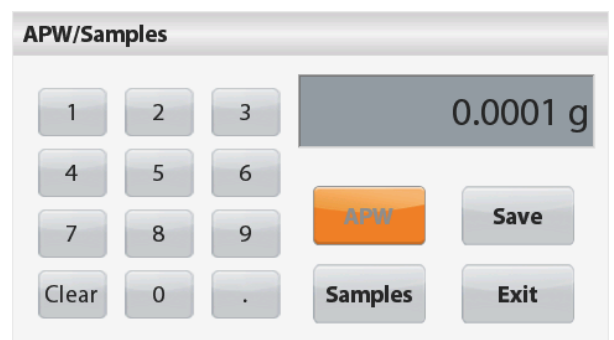 APW/Samples
1 2 3
0.0001 g
4 5 6
7 8 9
APW Save
Clear 0 .
Samples Exit